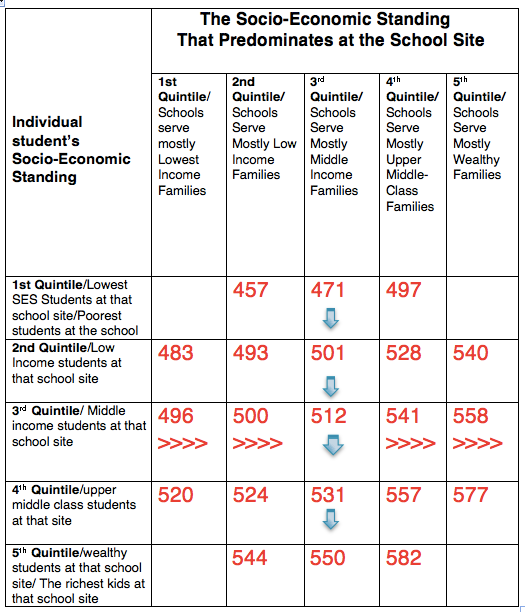 The Socio-Economic Standing
That Predominates at the School Site
Individual
student’s
Socio-Economic
Standing
1st
Quintile/
Schools
serve
mostly
Lowest
Income
Families
2nd
Quintile/
Schools
Serve
Mostly Low
Income
Families
3rd
Quintile/
Schools
Serve
Mostly
Middle
Income
Families
4th
Quintile/
Schools
Serve
Mostly
Upper
Middle-
Class
Families
5th
Quintile/
Schools
Serve
Mostly
Wealthy
Families
1st Quintile/Lowest
SES Students at that
school site/Poorest
students at the school
457 471 497
2nd Quintile/Low
Income students at
that school site
483 493 501 528 540
3rd Quintile/ Middle
income students at that
school site
496 500 512 541 558
>>>> >>>> >>>> >>>>
4th Quintile/upper
middle class students
at that site
520 524 531 557 577
5th Quintile/wealthy
students at that school
site/ The richest kids at
that school site
544 550 582